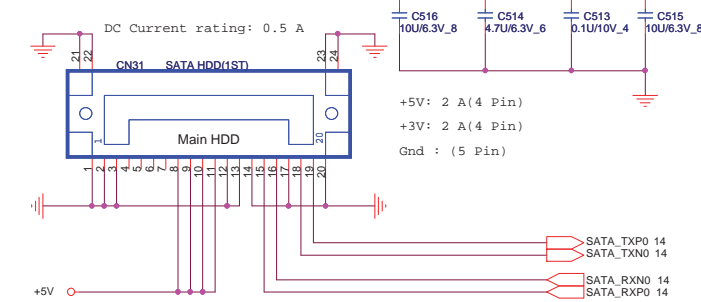 DC Current rating: 0.5 A
C516
10U/6.3V_8
C514
4.7U/6.3V_6
C513
0.1U/10V_4
C515
10U/6.3V_8
21
22
23
24
CN31 SATA HDD(1ST)
1
20
Main HDD
+5V: 2 A(4 Pin)
+3V: 2 A(4 Pin)
Gnd : (5 Pin)
1 2 3 4 5 6 7 8 9 10 11 12 13 14 15 16 17 18 19 20
SATA_TXP0 14
SATA_TXN0 14
SATA_RXN0 14
SATA_RXP0 14
+5V